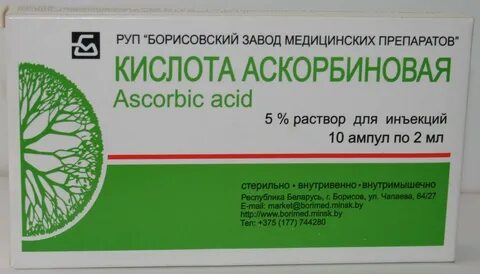 РУП "БОРИСОВСКИЙ ЗАВОД МЕДИЦИНСКИХ ПРЕПАРАТОВ"
КИСЛОТА АСКОРБИНОВАЯ
Ascorbic acid
5 % раствор для инъекций
10 ампул по 2 мл
стерильно - внутривенно - внутримышечно
Республика Беларусь, г. Борисов, ул. Чапаева, 64/27
E-mail: market@borimed.minsk.by
http://www.borimed.minsk.by
Тел: +375 (177) 744280